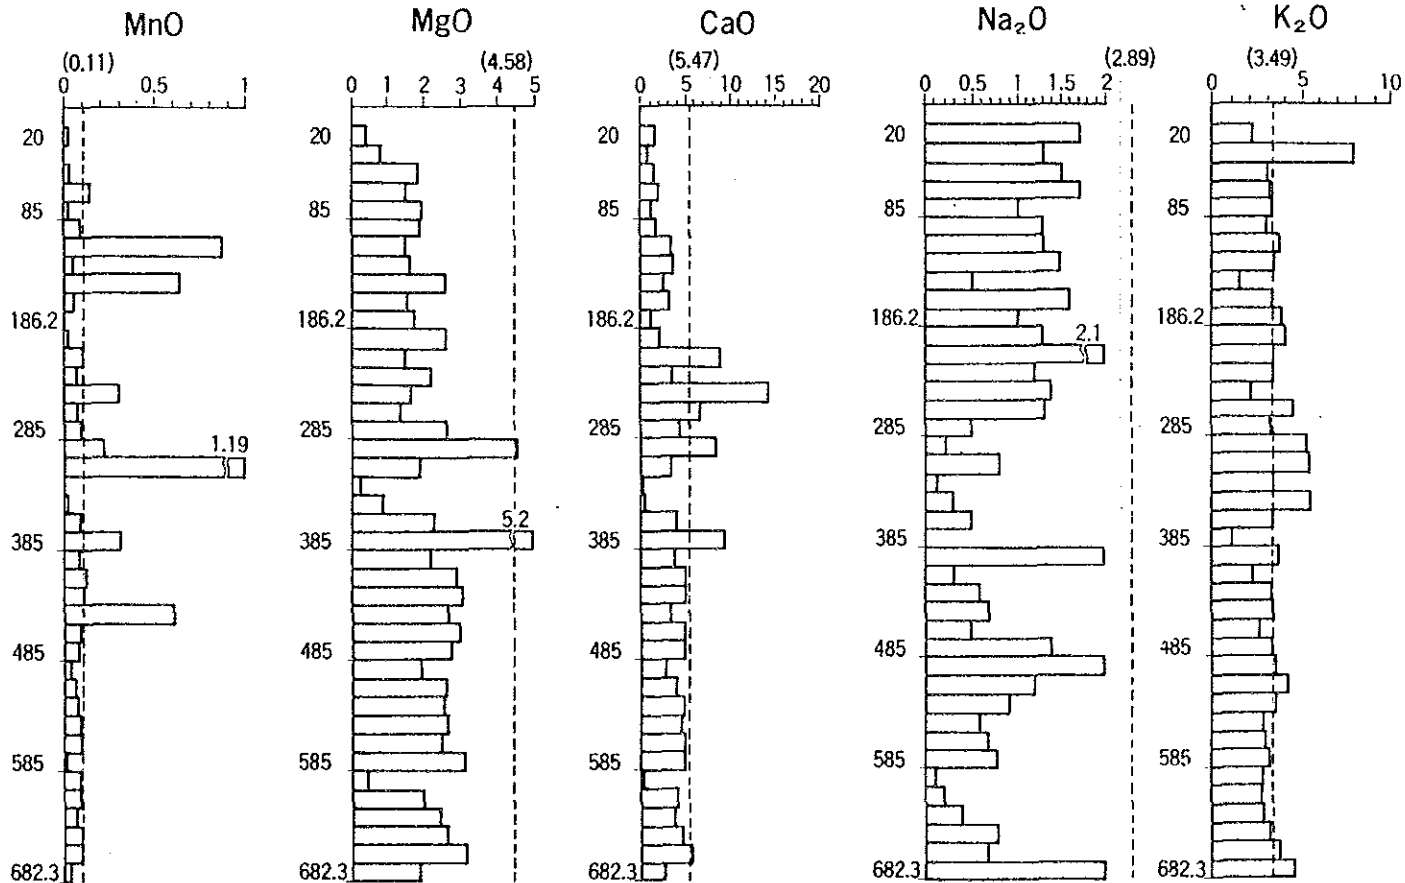 MnO MgO CaO Na₂O K₂O
(0.11) (4.58) (5.47) (2.89) (3.49)
0 0.5 1 0 1 2 3 4 5 0 5 10 15 20 0 0.5 1 1.5 2 0 5 10
20 20 20 20 20
85 85 85 85 85
186.2 186.2 186.2 186.2 186.2
2.1
285 285 285 285 285
1.19
5.2
385 385 385 385 385
485 485 485 485 485
585 585 585 585 585
682.3 682.3 682.3 682.3 682.3